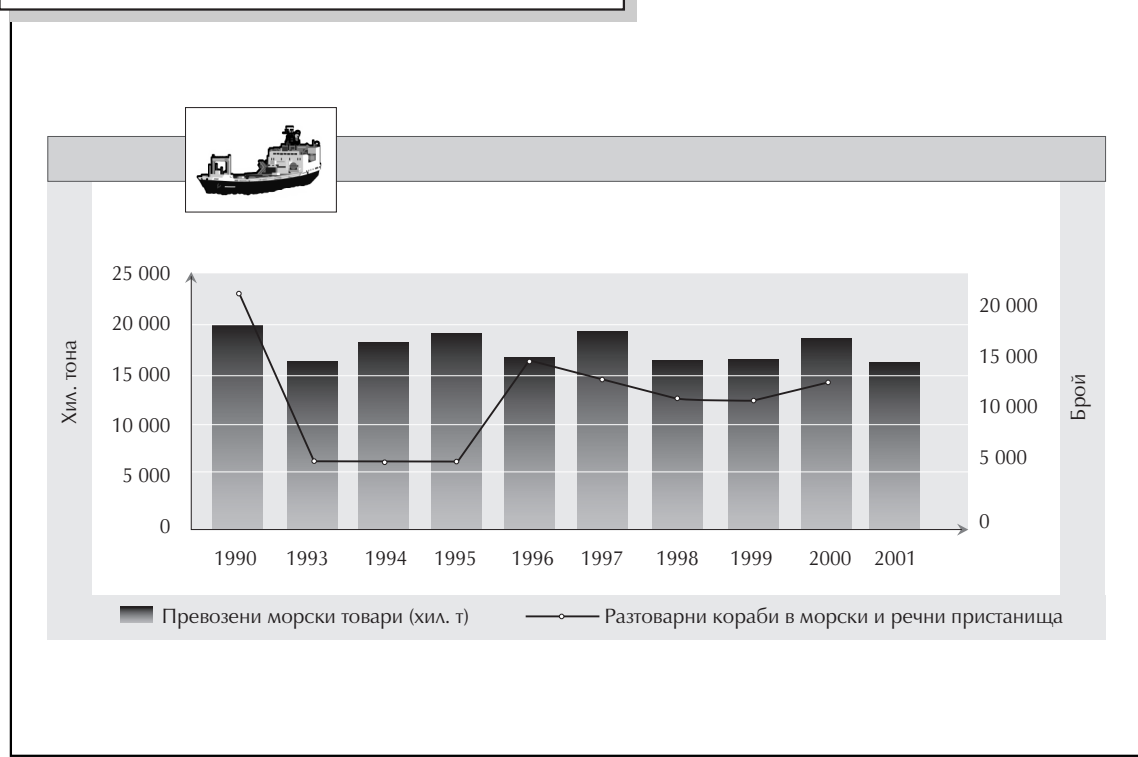 25 000
20 000
15 000
10 000
5 000
0
Хил. тона
20 000
15 000
10 000
5 000
0
Брой
1990 1993 1994 1995 1996 1997 1998 1999 2000 2001
Превозени морски товари (хил. т) Разтоварни кораби в морски и речни пристанища